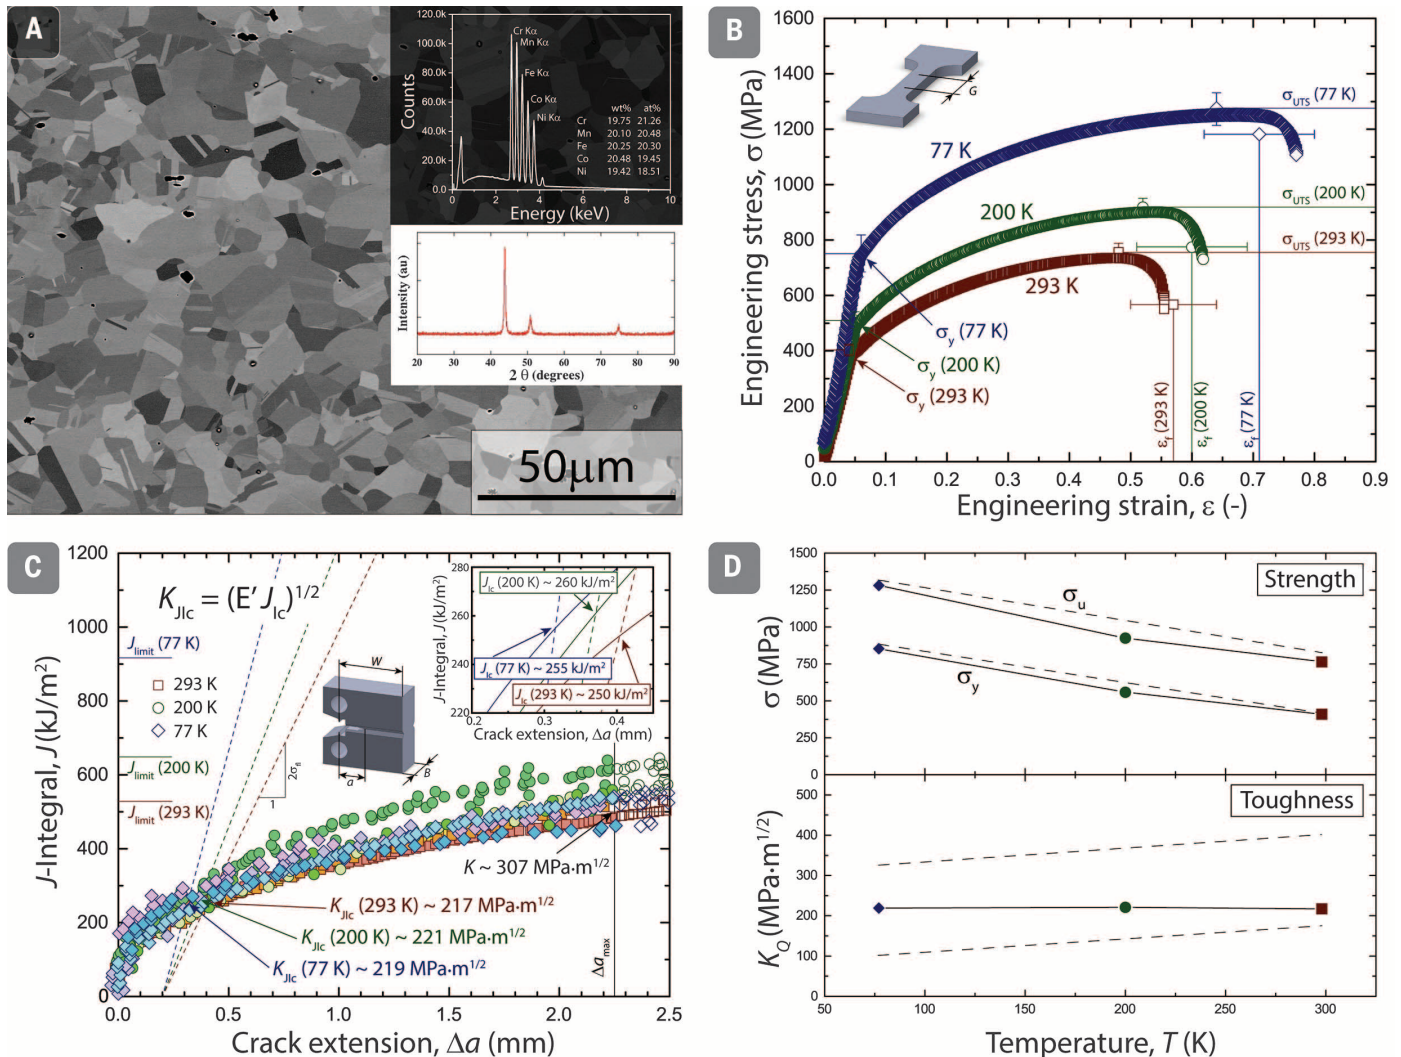 A
120.0k
100.0k
80.0k
60.0k
40.0k
20.0k
0.0
Counts
Cr Kα
Mn Kα
Fe Kα
Co Kα
Ni Kα
wt% at%
Cr 19.75 21.26
Mn 20.10 20.48
Fe 20.25 20.30
Co 20.48 19.45
Ni 19.42 18.51
0 2 4 6 8 10
Energy (keV)
Intensity (au)
20 30 40 50 60 70 80 90
2 θ (degrees)
50μm
B
1600
1400
1200
1000
800
600
400
200
0
Engineering stress, σ (MPa)
G
77 K
200 K
293 K
σUTS (77 K)
σUTS (200 K)
σUTS (293 K)
σy (77 K)
σy (200 K)
σy (293 K)
εf (293 K)
εf (200 K)
εf (77 K)
0.0 0.1 0.2 0.3 0.4 0.5 0.6 0.7 0.8 0.9
Engineering strain, ε (-)
C
1200
1000
800
600
400
200
0
J-Integral, J (kJ/m²)
KJIc = (E′ JIc)1/2
Jlimit (77 K)
293 K
200 K
77 K
Jlimit (200 K)
Jlimit (293 K)
W
a
B
2σfl
1
280
260
240
220
J-Integral, J (kJ/m²)
JIc (200 K) ~ 260 kJ/m²
JIc (77 K) ~ 255 kJ/m²
JIc (293 K) ~ 250 kJ/m²
0.2 0.3 0.4
Crack extension, Δa (mm)
K ~ 307 MPa·m1/2
KJIc (293 K) ~ 217 MPa·m1/2
KJIc (200 K) ~ 221 MPa·m1/2
KJIc (77 K) ~ 219 MPa·m1/2
Δamax
0.0 0.5 1.0 1.5 2.0 2.5
Crack extension, Δa (mm)
D
1500
1250
1000
750
500
250
0
σ (MPa)
Strength
σu
σy
500
400
300
200
100
0
KQ (MPa·m1/2)
Toughness
50 100 150 200 250 300
Temperature, T (K)